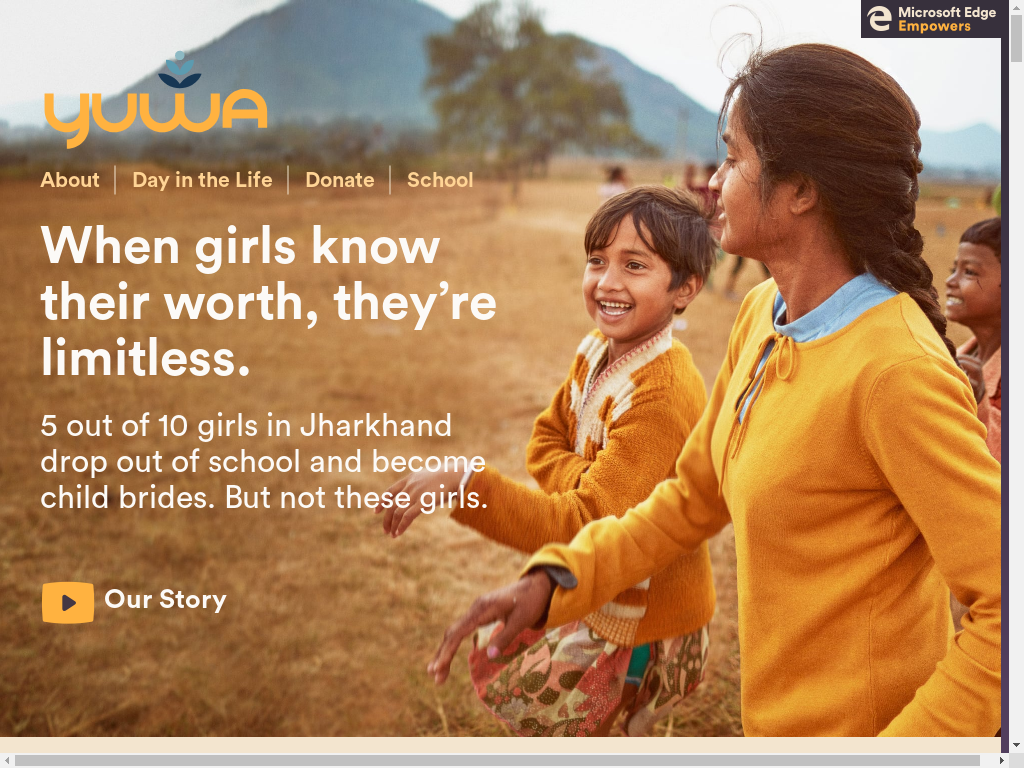 Microsoft Edge
Empowers
yuwa
About
Day in the Life
Donate
School
When girls know
their worth, they’re
limitless.
5 out of 10 girls in Jharkhand
drop out of school and become
child brides. But not these girls.
Our Story